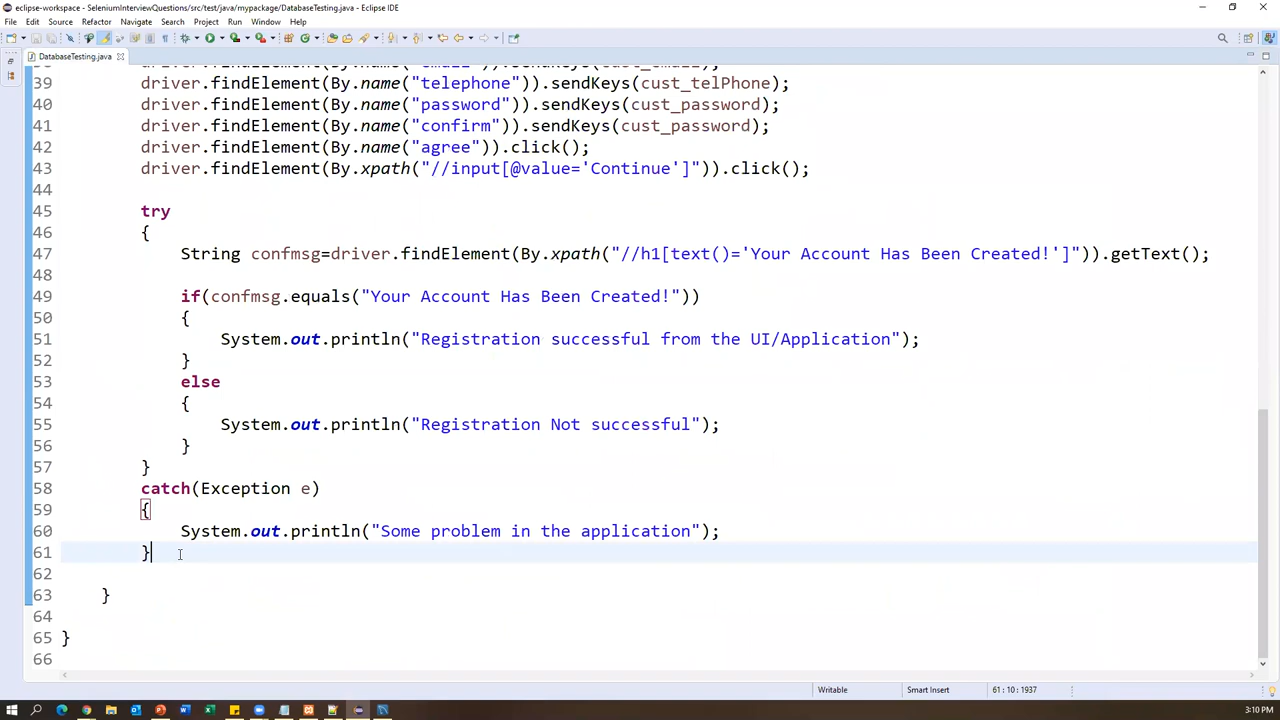 eclipse-workspace - SeleniumInterviewQuestions/src/test/java/mypackage/DatabaseTesting.java - Eclipse IDE
File Edit Source Refactor Navigate Search Project Run Window Help
DatabaseTesting.java
39 driver.findElement(By.name("telephone")).sendKeys(cust_telPhone);
40 driver.findElement(By.name("password")).sendKeys(cust_password);
41 driver.findElement(By.name("confirm")).sendKeys(cust_password);
42 driver.findElement(By.name("agree")).click();
43 driver.findElement(By.xpath("//input[@value='Continue']")).click();
44
45 try
46 {
47 String confmsg=driver.findElement(By.xpath("//h1[text()='Your Account Has Been Created!']")).getText();
48
49 if(confmsg.equals("Your Account Has Been Created!"))
50 {
51 System.out.println("Registration successful from the UI/Application");
52 }
53 else
54 {
55 System.out.println("Registration Not successful");
56 }
57 }
58 catch(Exception e)
59 {
60 System.out.println("Some problem in the application");
61 }
62
63 }
64
65 }
66
Writable Smart Insert 61 : 10 : 1937
3:10 PM